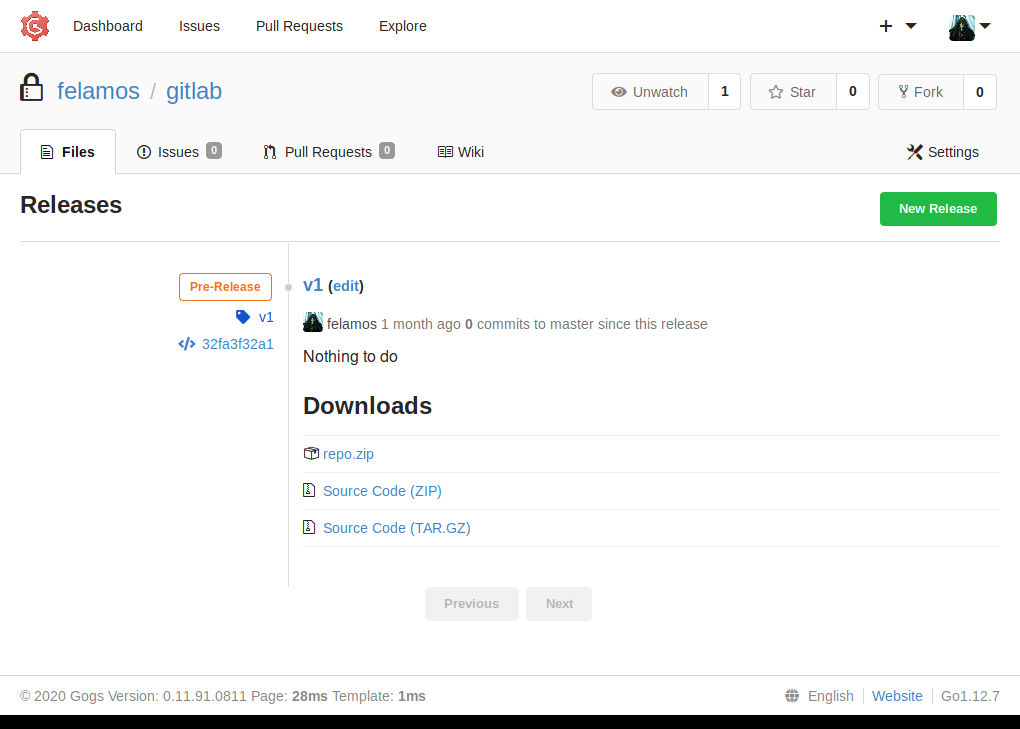 Dashboard Issues Pull Requests Explore
felamos / gitlab Unwatch 1 Star 0 Fork 0
Files Issues 0 Pull Requests 0 Wiki Settings
Releases New Release
Pre-Release v1 (edit)
v1
felamos 1 month ago 0 commits to master since this release
32fa3f32a1
Nothing to do
Downloads
repo.zip
Source Code (ZIP)
Source Code (TAR.GZ)
Previous Next
© 2020 Gogs Version: 0.11.91.0811 Page: 28ms Template: 1ms English Website Go1.12.7